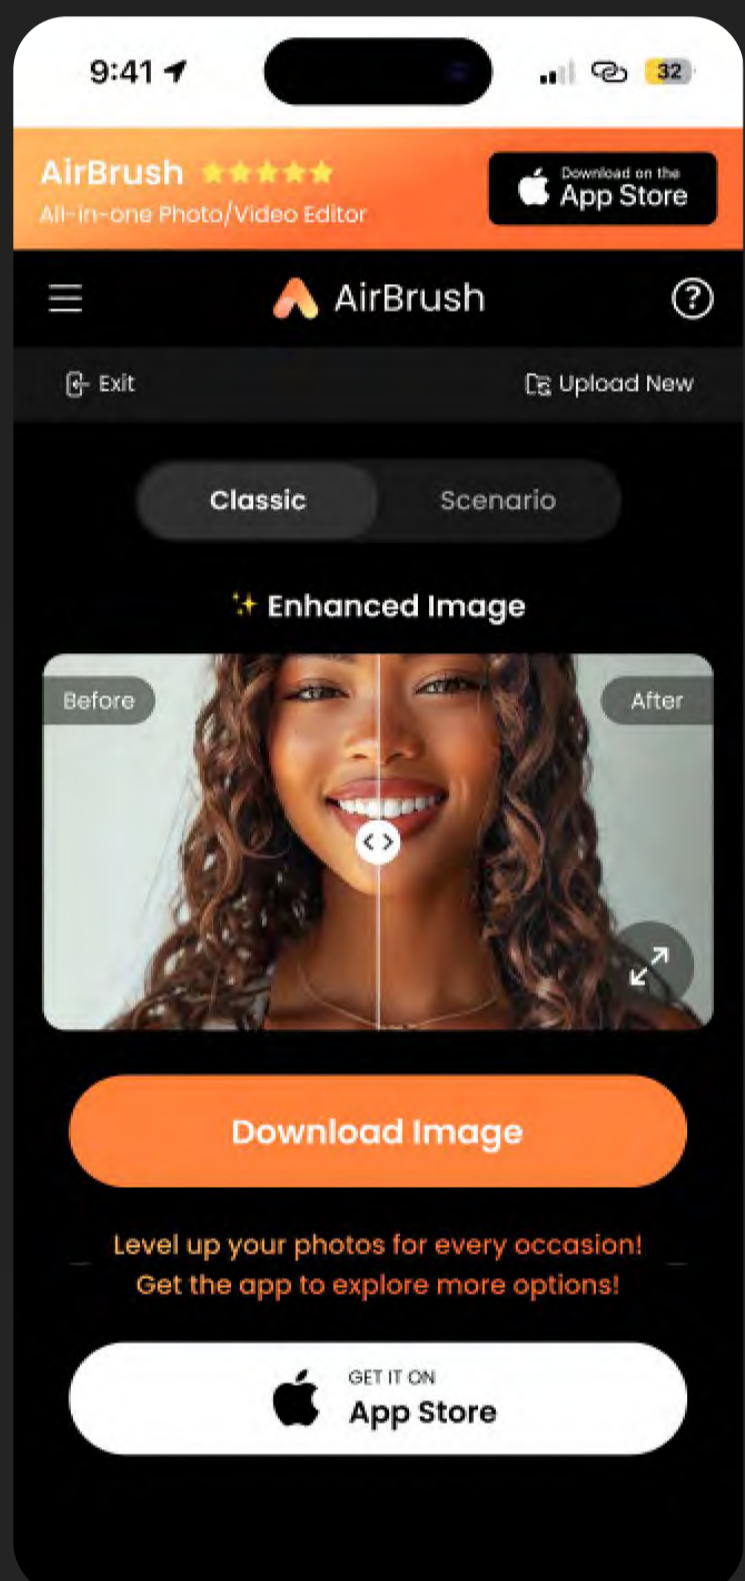 9:41
32
AirBrush
All-in-one Photo/Video Editor
Download on the
App Store
AirBrush
?
Exit
Upload New
Classic
Scenario
Enhanced Image
Before
After
Download Image
Level up your photos for every occasion!
Get the app to explore more options!
GET IT ON
App Store